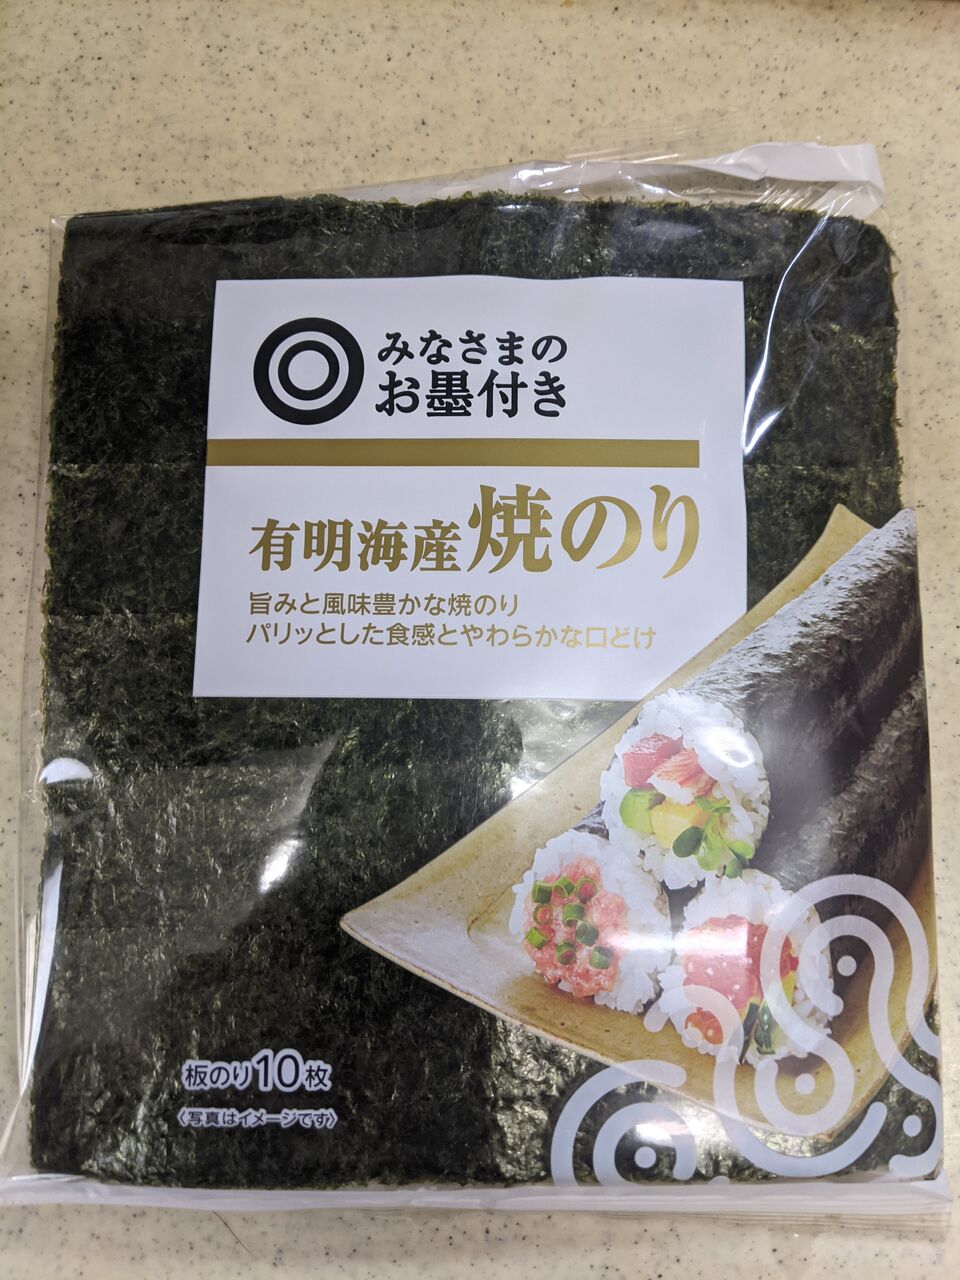 みなさまの
お墨付き
有明海産焼のり
旨みと風味豊かな焼のり
パリッとした食感とやわらかな口どけ
板のり10枚
〈写真はイメージです〉